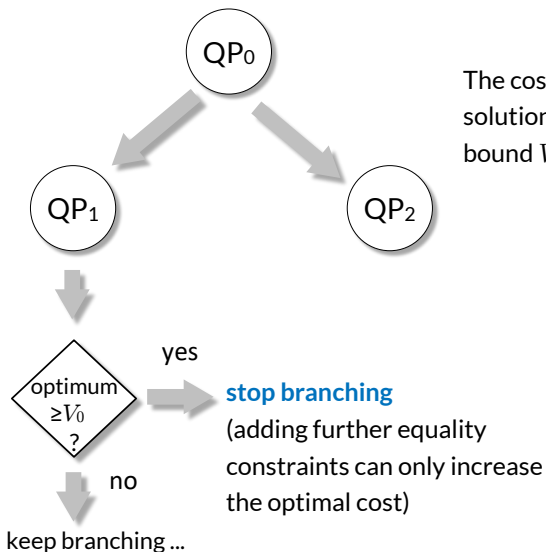 QP0
The cos
solution
bound V
QP1
QP2
yes
optimum
≥V0
?
stop branching
(adding further equality
constraints can only increase
the optimal cost)
no
keep branching ...